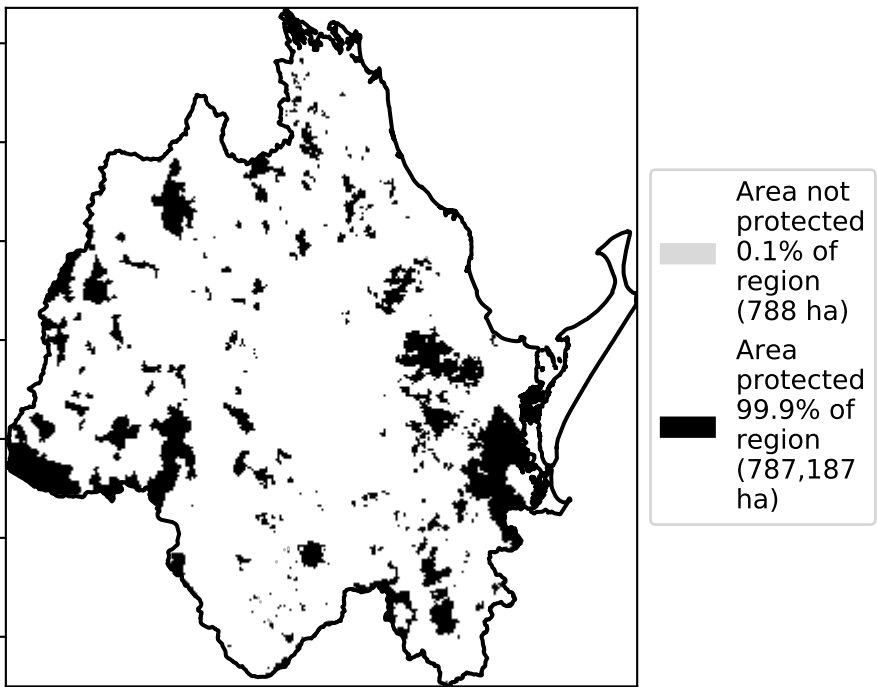 Area not
protected
0.1% of
region
(788 ha)
Area
protected
99.9% of
region
(787,187
ha)